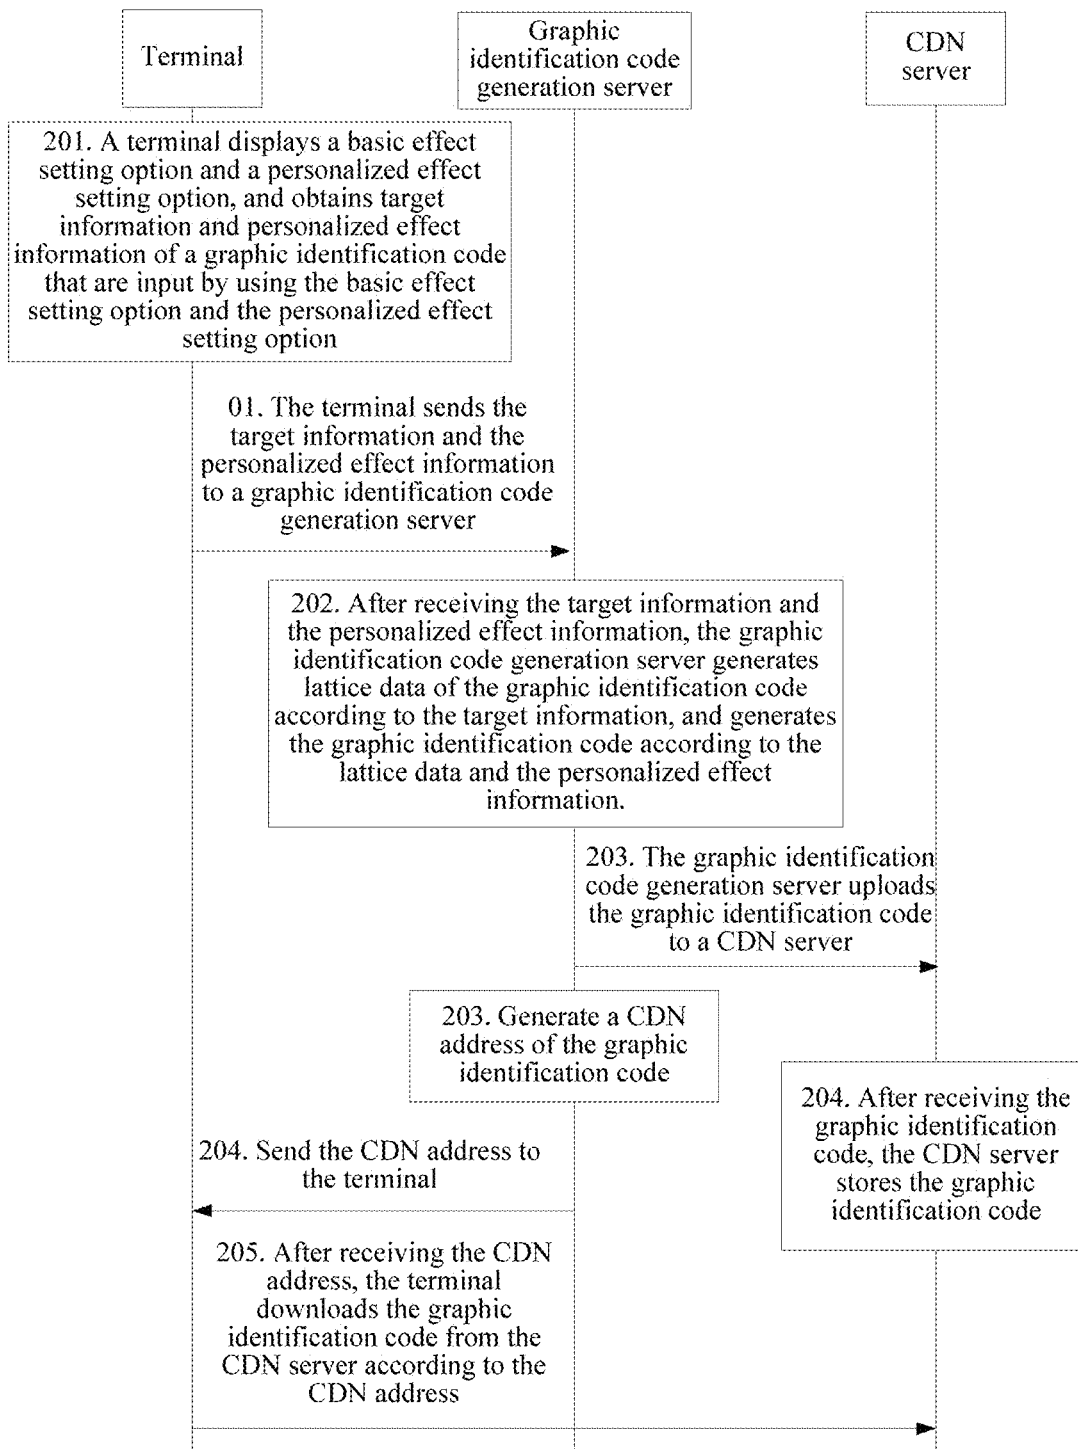 Terminal
Graphic
identification code
generation server
CDN
server
201. A terminal displays a basic effect
setting option and a personalized effect
setting option, and obtains target
information and personalized effect
information of a graphic identification code
that are input by using the basic effect
setting option and the personalized effect
setting option
01. The terminal sends the
target information and the
personalized effect information
to a graphic identification code
generation server
202. After receiving the target information and
the personalized effect information, the graphic
identification code generation server generates
lattice data of the graphic identification code
according to the target information, and generates
the graphic identification code according to the
lattice data and the personalized effect
information.
203. The graphic identification
code generation server uploads
the graphic identification code
to a CDN server
203. Generate a CDN
address of the graphic
identification code
204. After receiving the
graphic identification
code, the CDN server
stores the graphic
identification code
204. Send the CDN address to
the terminal
205. After receiving the CDN
address, the terminal
downloads the graphic
identification code from the
CDN server according to the
CDN address